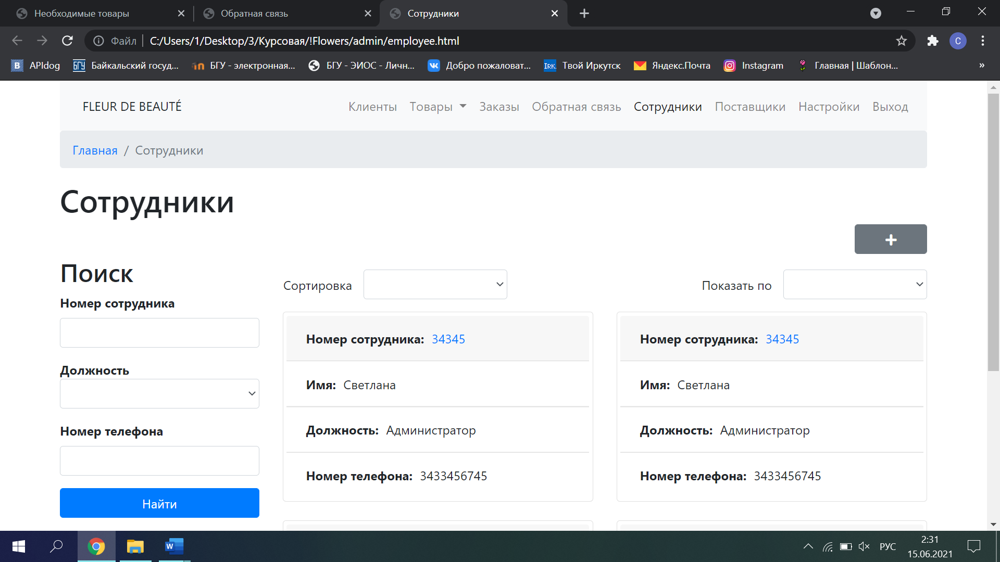 Необходимые товары
Обратная связь
Сотрудники
Файл
C:/Users/1/Desktop/3/Курсовая/!Flowers/admin/employee.html
C
B APIdog
БГУ Байкальский госуд...
БГУ - электронная...
БГУ - ЭИОС - Личн...
Добро пожаловат...
IRK. Твой Иркутск
Яндекс.Почта
Instagram
Главная | Шаблон...
»
FLEUR DE BEAUTÉ
Клиенты
Товары
Заказы
Обратная связь
Сотрудники
Поставщики
Настройки
Выход
Главная / Сотрудники
Сотрудники
+
Поиск
Номер сотрудника
Должность
Номер телефона
Найти
Сортировка
Показать по
Номер сотрудника: 34345
Имя: Светлана
Должность: Администратор
Номер телефона: 3433456745
Номер сотрудника: 34345
Имя: Светлана
Должность: Администратор
Номер телефона: 3433456745
W
РУС
2:31
15.06.2021